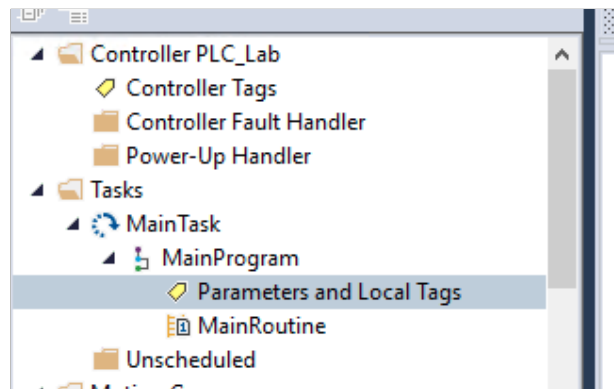 Controller PLC_Lab
Controller Tags
Controller Fault Handler
Power-Up Handler
Tasks
MainTask
MainProgram
Parameters and Local Tags
MainRoutine
Unscheduled